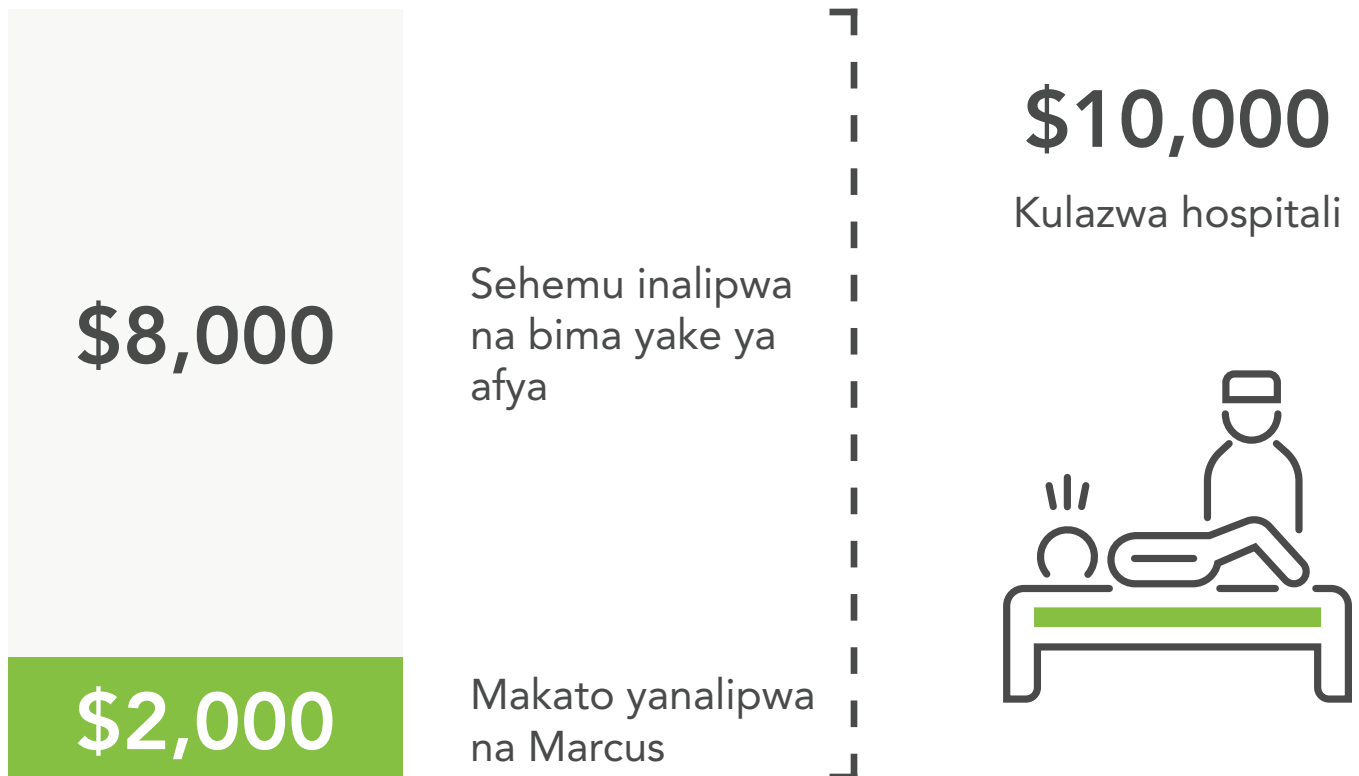 $8,000
Sehemu inalipwa
na bima yake ya
afya
$2,000
Makato yanalipwa
na Marcus
$10,000
Kulazwa hospitali